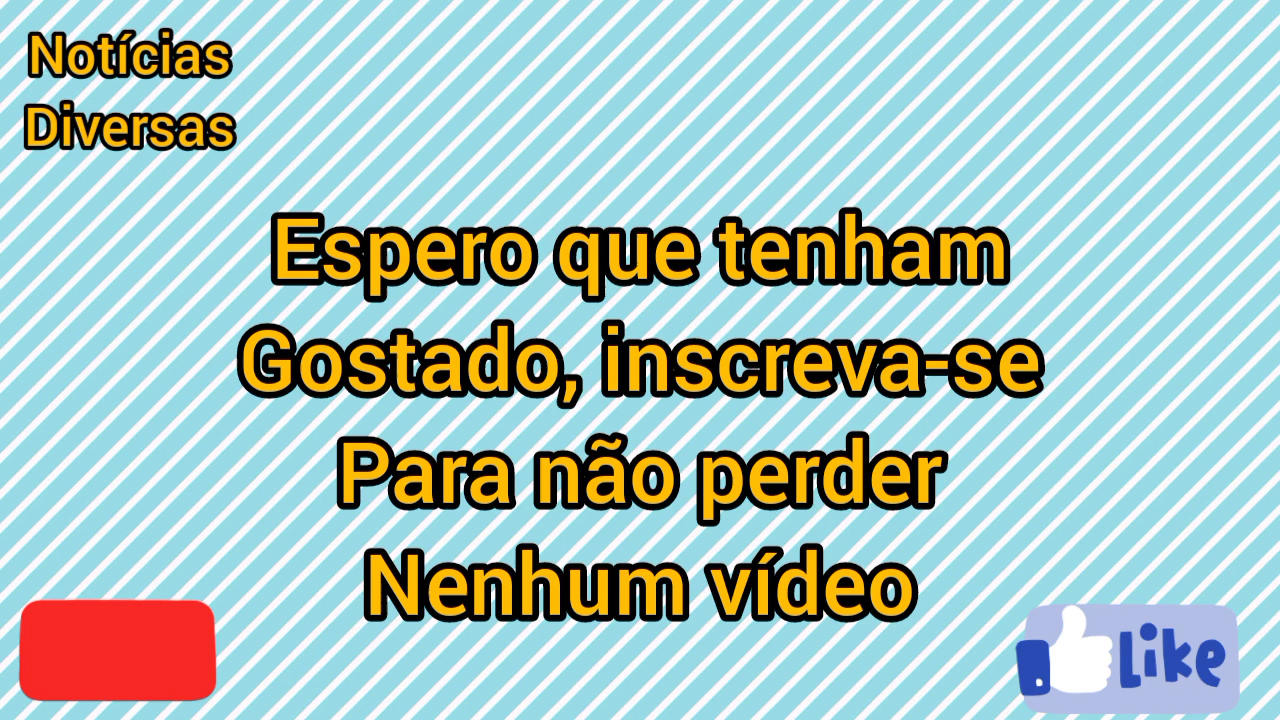 Notícias
Diversas
Espero que tenham
Gostado, inscreva-se
Para não perder
Nenhum vídeo
Like